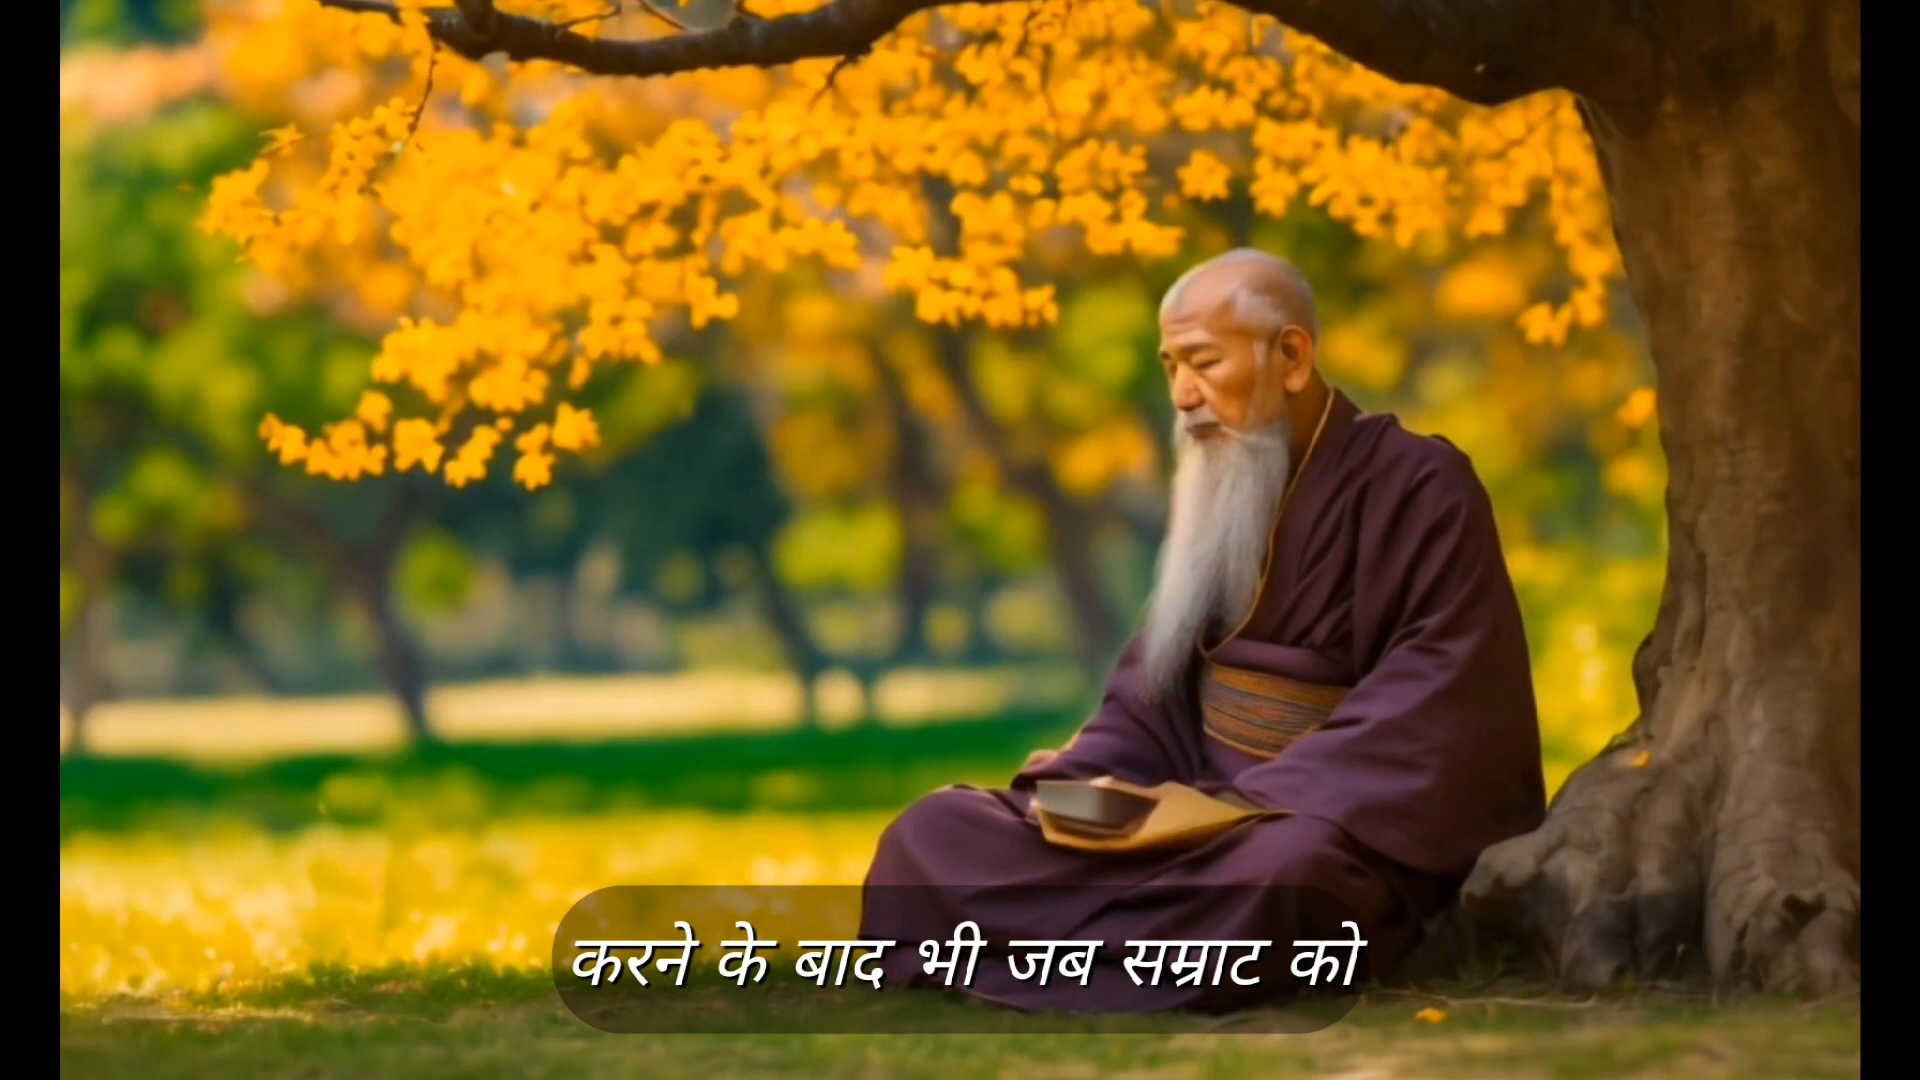 करने के बाद भी जब सम्राट को